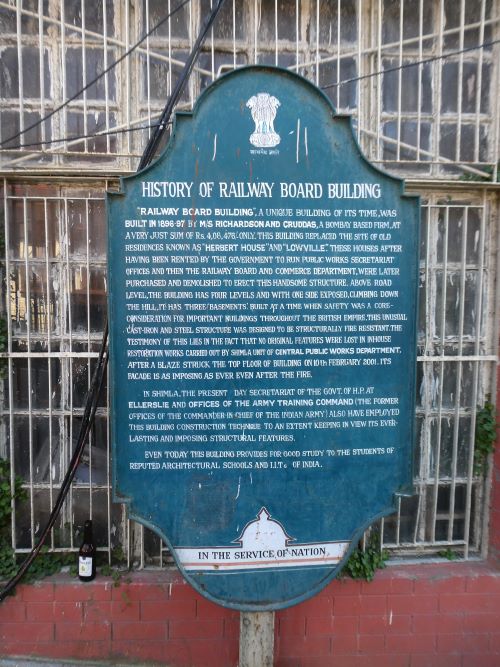 HISTORY OF RAILWAY BOARD BUILDING
"RAILWAY BOARD BUILDING", A UNIQUE BUILDING OF ITS TIME, WAS
BUILT IN 1896-97 BY M/S RICHARDSON AND CRUDDAS, A BOMBAY BASED FIRM, AT
A VERY JUST SUM OF Rs. 4,08,476/- ONLY. THIS BUILDING REPLACED THE SITE OF OLD
RESIDENCES KNOWN AS "HERBERT HOUSE" AND "LOWVILLE". THESE HOUSES AFTER
HAVING BEEN RENTED BY THE GOVERNMENT TO RUN PUBLIC WORKS SECRETARIAT
OFFICES AND THEN THE RAILWAY BOARD AND COMMERCE DEPARTMENT, WERE LATER
PURCHASED AND DEMOLISHED TO ERECT THIS HANDSOME STRUCTURE. ABOVE ROAD
LEVEL, THE BUILDING HAS FOUR LEVELS AND WITH ONE SIDE EXPOSED, CLIMBING DOWN
THE HILL, IT HAS 'THREE' BASEMENTS'. BUILT AT A TIME WHEN SAFETY WAS A CORE-
CONSIDERATION FOR IMPORTANT BUILDINGS THROUGHOUT THE BRITISH EMPIRE. THIS UNUSUAL
CAST-IRON AND STEEL STRUCTURE WAS DESIGNED TO BE STRUCTURALLY FIRE RESISTANT. THE
TESTIMONY OF THIS LIES IN THE FACT THAT NO ORIGINAL FEATURES WERE LOST IN INHOUSE
RESTORATION WORKS CARRIED OUT BY SHIMLA UNIT OF CENTRAL PUBLIC WORKS DEPARTMENT,
AFTER A BLAZE STRUCK THE TOP FLOOR OF BUILDING ON 10TH FEBRUARY 2001. ITS
FACADE IS AS IMPOSING AS EVER EVEN AFTER THE FIRE.
IN SHIMLA, THE PRESENT DAY SECRETARIAT OF THE GOVT. OF H.P. AT
ELLERSLIE AND OFFICES OF THE ARMY TRAINING COMMAND (THE FORMER
OFFICES OF THE COMMANDER-IN CHIEF OF THE INDIAN ARMY) ALSO HAVE EMPLOYED
THIS BUILDING CONSTRUCTION TECHNIQUE TO AN EXTENT KEEPING IN VIEW ITS EVER-
LASTING AND IMPOSING STRUCTURAL FEATURES.
EVEN TODAY THIS BUILDING PROVIDES FOR GOOD STUDY TO THE STUDENTS OF
REPUTED ARCHITECTURAL SCHOOLS AND I.I.Ts OF INDIA.
IN THE SERVICE OF NATION